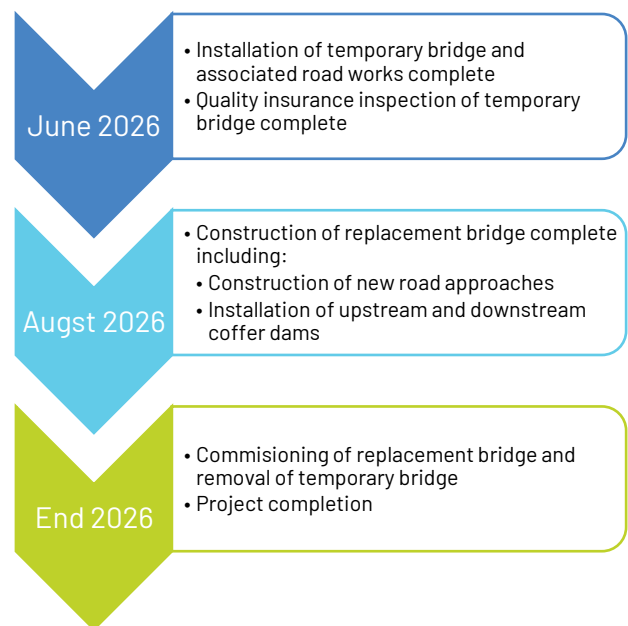 June 2026
• Installation of temporary bridge and
associated road works complete
• Quality insurance inspection of temporary
bridge complete
Augst 2026
• Construction of replacement bridge complete
including:
• Construction of new road approaches
• Installation of upstream and downstream
coffer dams
End 2026
• Commisioning of replacement bridge and
removal of temporary bridge
• Project completion